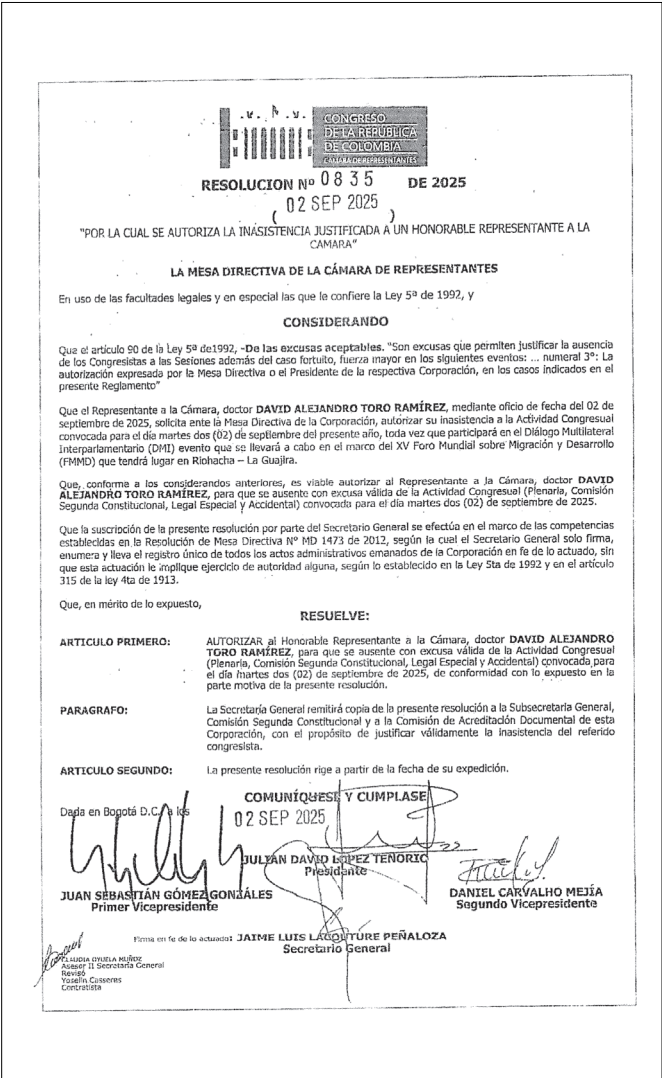 CONGRESO
DE LA REPÚBLICA
DE COLOMBIA
CÁMARA DE REPRESENTANTES
RESOLUCION Nº 0835 DE 2025
( 02 SEP 2025 )
"POR LA CUAL SE AUTORIZA LA INASISTENCIA JUSTIFICADA A UN HONORABLE REPRESENTANTE A LA
CAMARA"
LA MESA DIRECTIVA DE LA CÁMARA DE REPRESENTANTES
En uso de las facultades legales y en especial las que le confiere la Ley 5ª de 1992, y
CONSIDERANDO
Que el artículo 90 de la Ley 5ª de1992, -De las excusas aceptables. "Son excusas que permiten justificar la ausencia
de los Congresistas a las Sesiones además del caso fortuito, fuerza mayor en los siguientes eventos: ... numeral 3º: La
autorización expresada por la Mesa Directiva o el Presidente de la respectiva Corporación, en los casos indicados en el
presente Reglamento"
Que el Representante a la Cámara, doctor DAVID ALEJANDRO TORO RAMÍREZ, mediante oficio de fecha del 02 de
septiembre de 2025, solicita ante la Mesa Directiva de la Corporación, autorizar su inasistencia a la Actividad Congresual
convocada para el día martes dos (02) de septiembre del presente año, toda vez que participará en el Diálogo Multilateral
Interparlamentario (DMI) evento que se llevará a cabo en el marco del XV Foro Mundial sobre Migración y Desarrollo
(FMMD) que tendrá lugar en Riohacha – La Guajira.
Que, conforme a los considerandos anteriores, es viable autorizar al Representante a la Cámara, doctor DAVID
ALEJANDRO TORO RAMÍREZ, para que se ausente con excusa válida de la Actividad Congresual (Plenaria, Comisión
Segunda Constitucional, Legal Especial y Accidental) convocada para el día martes dos (02) de septiembre de 2025.
Que la suscripción de la presente resolución por parte del Secretario General se efectúa en el marco de las competencias
establecidas en la Resolución de Mesa Directiva Nº MD 1473 de 2012, según la cual el Secretario General solo firma,
enumera y lleva el registro único de todos los actos administrativos emanados de la Corporación en fe de lo actuado, sin
que esta actuación le implique ejercicio de autoridad alguna, según lo establecido en la Ley 5ta de 1992 y en el artículo
315 de la ley 4ta de 1913.
Que, en mérito de lo expuesto,
RESUELVE:
ARTICULO PRIMERO: AUTORIZAR al Honorable Representante a la Cámara, doctor DAVID ALEJANDRO
TORO RAMÍREZ, para que se ausente con excusa válida de la Actividad Congresual
(Plenaria, Comisión Segunda Constitucional, Legal Especial y Accidental) convocada para
el día martes dos (02) de septiembre de 2025, de conformidad con lo expuesto en la
parte motiva de la presente resolución.
PARAGRAFO: La Secretaría General remitirá copia de la presente resolución a la Subsecretaria General,
Comisión Segunda Constitucional y a la Comisión de Acreditación Documental de esta
Corporación, con el propósito de justificar válidamente la inasistencia del referido
congresista.
ARTICULO SEGUNDO: La presente resolución rige a partir de la fecha de su expedición.
COMUNÍQUESE Y CUMPLASE
Dada en Bogotá D.C. a los
02 SEP 2025
JULIÁN DAVID LÓPEZ TENORIO
Presidente
JUAN SEBASTIÁN GÓMEZ GONZÁLES
Primer Vicepresidente
DANIEL CARVALHO MEJÍA
Segundo Vicepresidente
Firma en fe de lo actuado: JAIME LUIS LACOUTURE PEÑALOZA
Secretario General
CLAUDIA OYUELA MUÑOZ
Asesor II Secretaria General
Revisó
Yoselin Casseres
Contratista